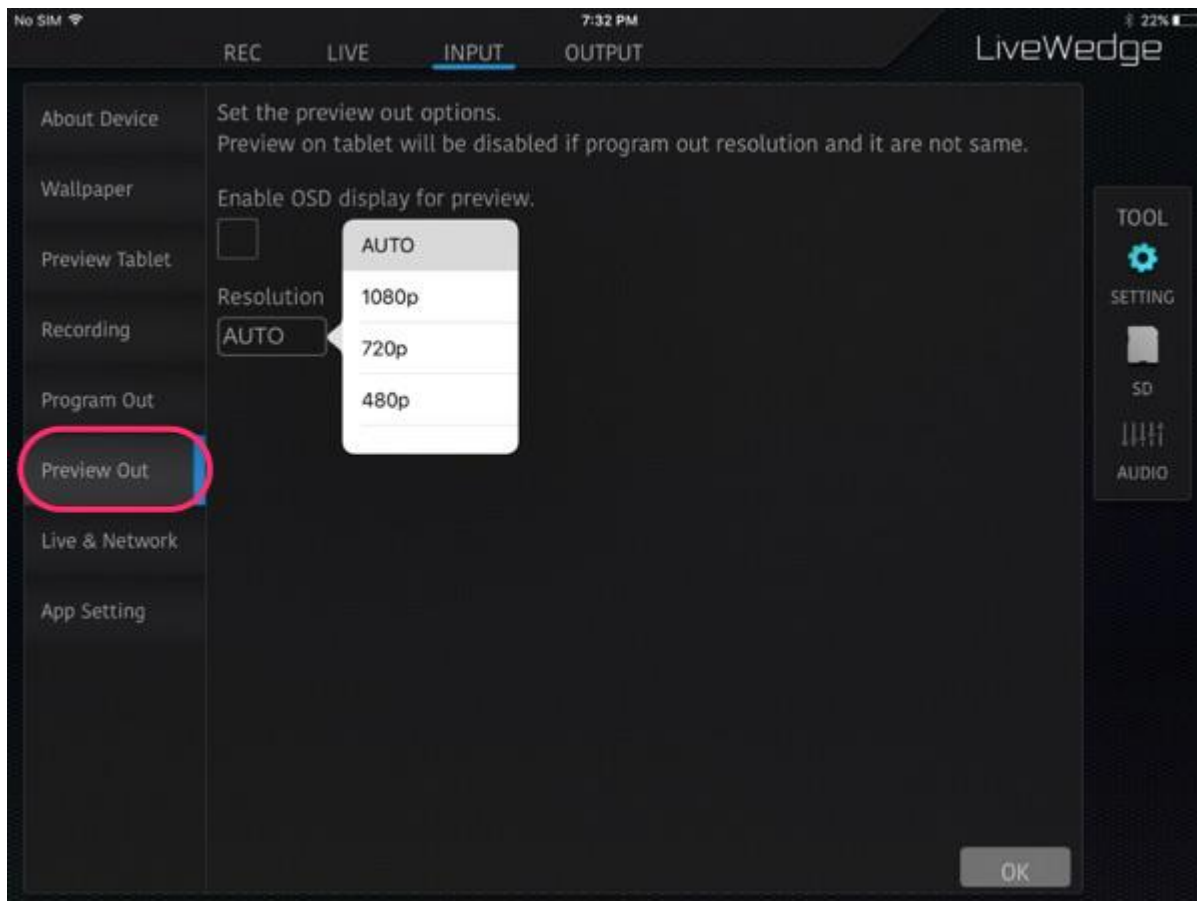 No SIM 7:32 PM 22%
REC LIVE INPUT OUTPUT
LiveWedge
About Device
Wallpaper
Preview Tablet
Recording
Program Out
Preview Out
Live & Network
App Setting
Set the preview out options.
Preview on tablet will be disabled if program out resolution and it are not same.
Enable OSD display for preview.
Resolution
AUTO
AUTO
1080p
720p
480p
TOOL
SETTING
SD
AUDIO
OK